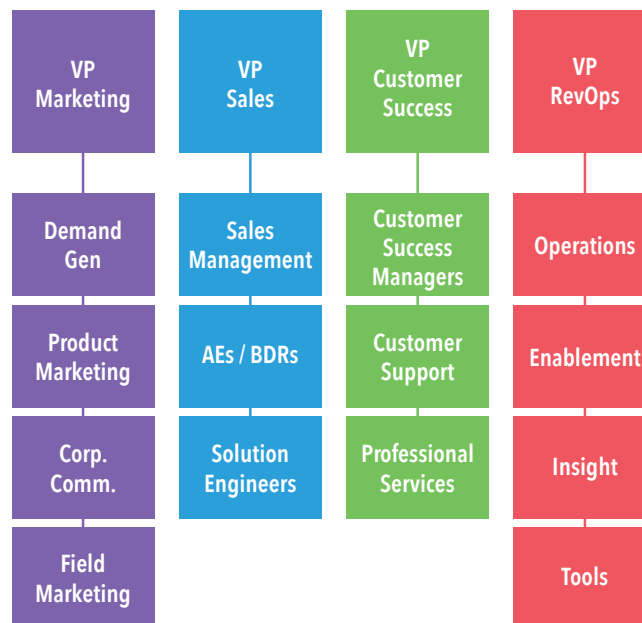 VP
Marketing
VP
Sales
VP
Customer
Success
VP
RevOps
Demand
Gen
Sales
Management
Customer
Success
Managers
Operations
Product
Marketing
AEs / BDRs
Customer
Support
Enablement
Corp.
Comm.
Solution
Engineers
Professional
Services
Insight
Field
Marketing
Tools